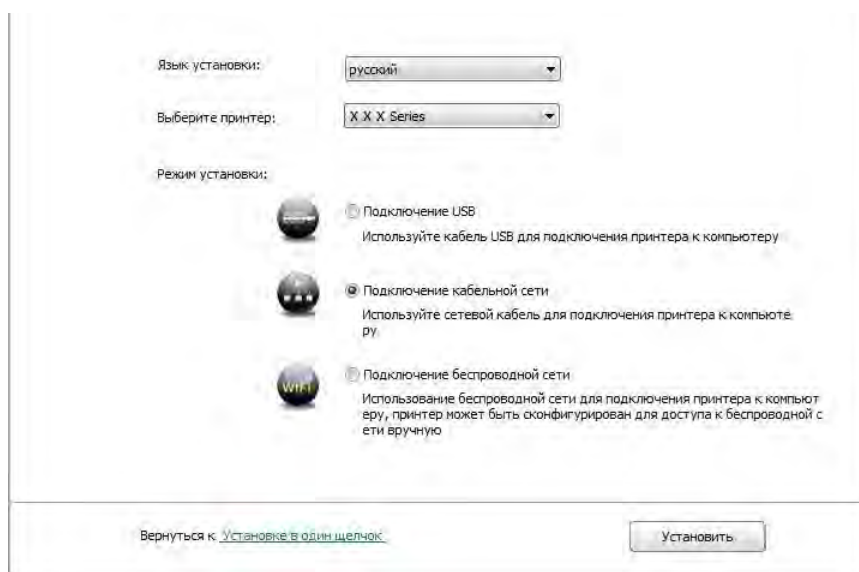 Язык установки: русский
Выберите принтер: X X X Series
Режим установки:
Подключение USB
Используйте кабель USB для подключения принтера к компьютеру
Подключение кабельной сети
Используйте сетевой кабель для подключения принтера к компьюте
ру
WiFi
Подключение беспроводной сети
Использование беспроводной сети для подключения принтера к компьют
еру, принтер может быть сконфигурирован для доступа к беспроводной с
ети вручную
Вернуться к Установке в один щелчок
Установить